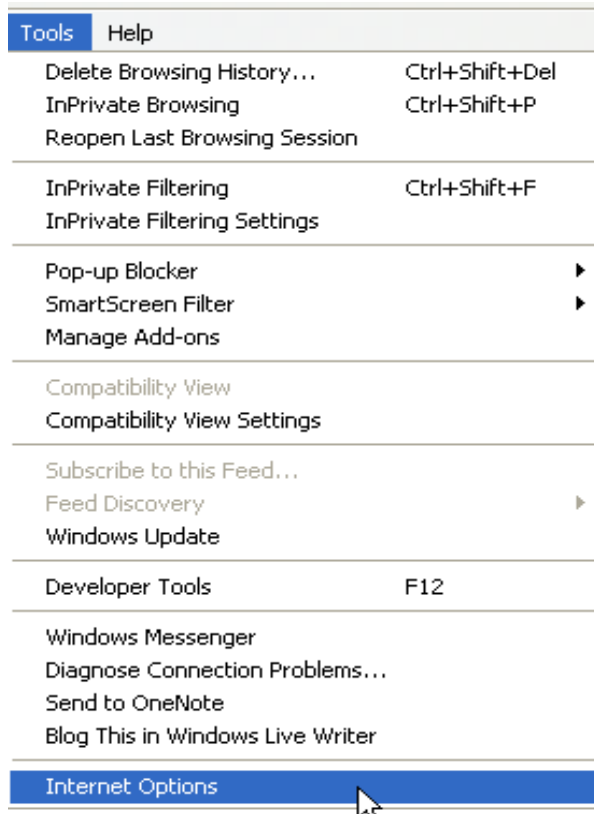 Tools Help
Delete Browsing History... Ctrl+Shift+Del
InPrivate Browsing Ctrl+Shift+P
Reopen Last Browsing Session
InPrivate Filtering Ctrl+Shift+F
InPrivate Filtering Settings
Pop-up Blocker
SmartScreen Filter
Manage Add-ons
Compatibility View
Compatibility View Settings
Subscribe to this Feed...
Feed Discovery
Windows Update
Developer Tools F12
Windows Messenger
Diagnose Connection Problems...
Send to OneNote
Blog This in Windows Live Writer
Internet Options